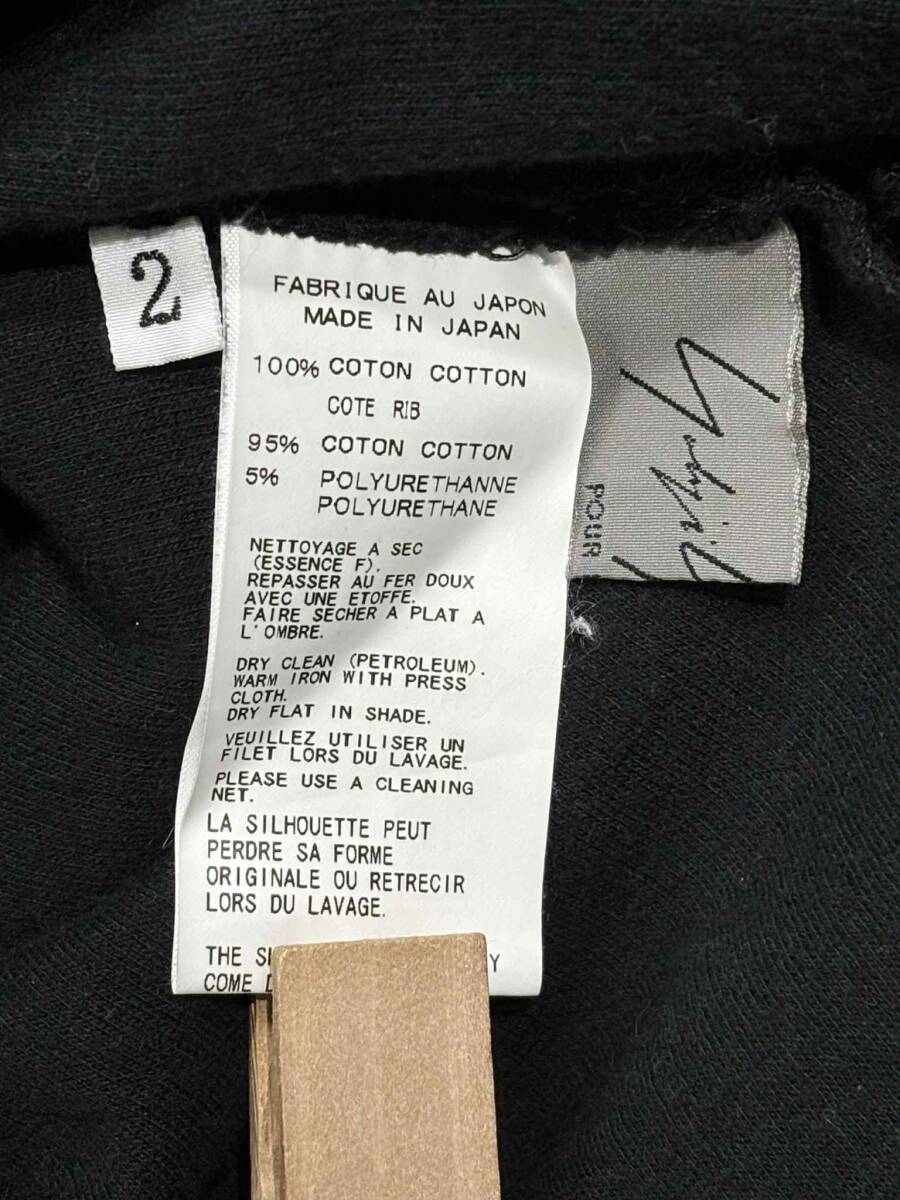 2
FABRIQUE AU JAPON
MADE IN JAPAN
100% COTON COTTON
COTE RIB
95% COTON COTTON
5% POLYURETHANNE
POLYURETHANE
NETTOYAGE A SEC
(ESSENCE F).
REPASSER AU FER DOUX
AVEC UNE ETOFFE.
FAIRE SECHER A PLAT A
L'OMBRE.
DRY CLEAN (PETROLEUM).
WARM IRON WITH PRESS
CLOTH.
DRY FLAT IN SHADE.
VEUILLEZ UTILISER UN
FILET LORS DU LAVAGE.
PLEASE USE A CLEANING
NET.
LA SILHOUETTE PEUT
PERDRE SA FORME
ORIGINALE OU RETRECIR
LORS DU LAVAGE.
THE
COME
POUR